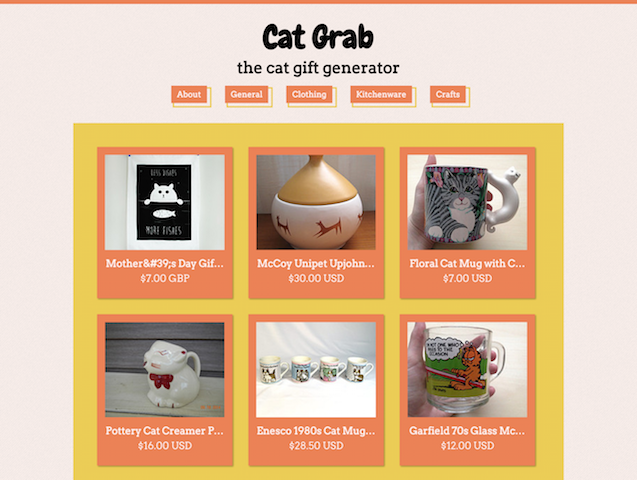 Cat Grab
the cat gift generator
About
General
Clothing
Kitchenware
Crafts
LESS DISHES
MORE FISHES
Mother&#39;s Day Gif...
$7.00 GBP
McCoy Unipet Upjohn...
$30.00 USD
Floral Cat Mug with C...
$7.00 USD
Pottery Cat Creamer P...
$16.00 USD
Enesco 1980s Cat Mug...
$28.50 USD
I'M NOT ONE WHO
RISES TO THE
OCCASION
Garfield 70s Glass Mc...
$12.00 USD